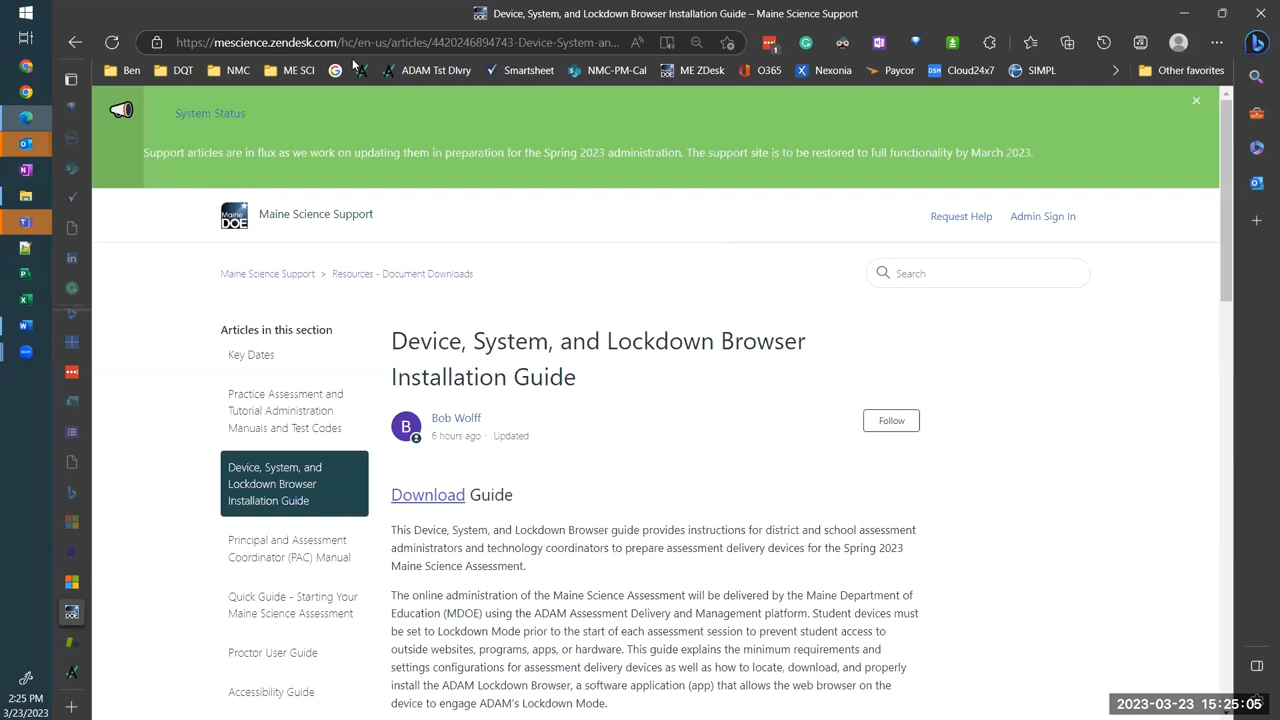 Device, System, and Lockdown Browser Installation Guide – Maine Science Support
https://mescience.zendesk.com/hc/en-us/articles/4420246894743-Device-System-an...
1
Ben
DQT
NMC
ME SCI
ADAM Tst Dlvry
Smartsheet
NMC-PM-Cal
ME ZDesk
O365
Nexonia
Paycor
Cloud24x7
SIMPL
Other favorites
System Status
Support articles are in flux as we work on updating them in preparation for the Spring 2023 administration. The support site is to be restored to full functionality by March 2023.
Maine DOE
Maine Science Support
Request Help
Admin Sign In
Maine Science Support > Resources - Document Downloads
Search
Articles in this section
Key Dates
Practice Assessment and
Tutorial Administration
Manuals and Test Codes
Device, System, and
Lockdown Browser
Installation Guide
Principal and Assessment
Coordinator (PAC) Manual
Quick Guide - Starting Your
Maine Science Assessment
Proctor User Guide
Accessibility Guide
Device, System, and Lockdown Browser
Installation Guide
B
Bob Wolff
6 hours ago · Updated
Follow
Download Guide
This Device, System, and Lockdown Browser guide provides instructions for district and school assessment
administrators and technology coordinators to prepare assessment delivery devices for the Spring 2023
Maine Science Assessment.
The online administration of the Maine Science Assessment will be delivered by the Maine Department of
Education (MDOE) using the ADAM Assessment Delivery and Management platform. Student devices must
be set to Lockdown Mode prior to the start of each assessment session to prevent student access to
outside websites, programs, apps, or hardware. This guide explains the minimum requirements and
settings configurations for assessment delivery devices as well as how to locate, download, and properly
install the ADAM Lockdown Browser, a software application (app) that allows the web browser on the
device to engage ADAM's Lockdown Mode.
2:25 PM
3/23/2023
2023-03-23 15:25:05